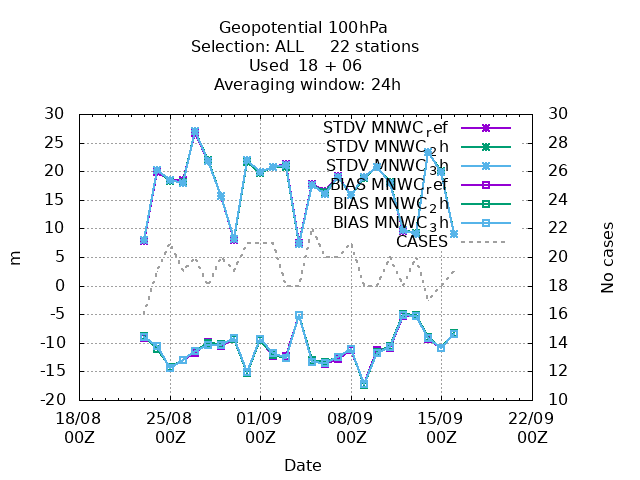 Geopotential 100hPa
Selection: ALL 22 stations
Used 18 + 06
Averaging window: 24h
30 30
STDV MNWC_ref
25 28
STDV MNWC_2h
20 26
STDV MNWC_3h
15 24
BIAS MNWC_ref
BIAS MNWC_2h
10 22
BIAS MNWC_3h
CASES
5 20
0 18
-5 16
-10 14
-15 12
-20 10
m
No cases
18/08 25/08 01/09 08/09 15/09 22/09
00Z 00Z 00Z 00Z 00Z 00Z
Date